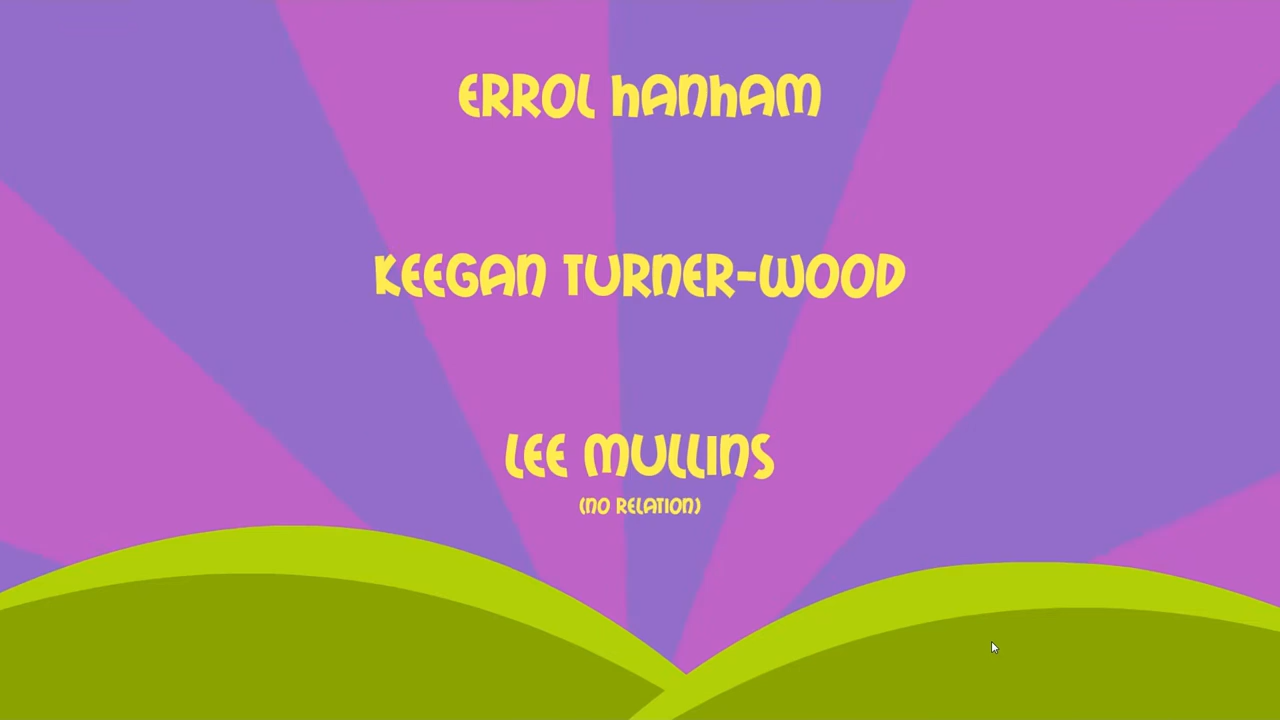 ERROL HANHAM
KEEGAN TURNER-WOOD
LEE MULLINS
(NO RELATION)